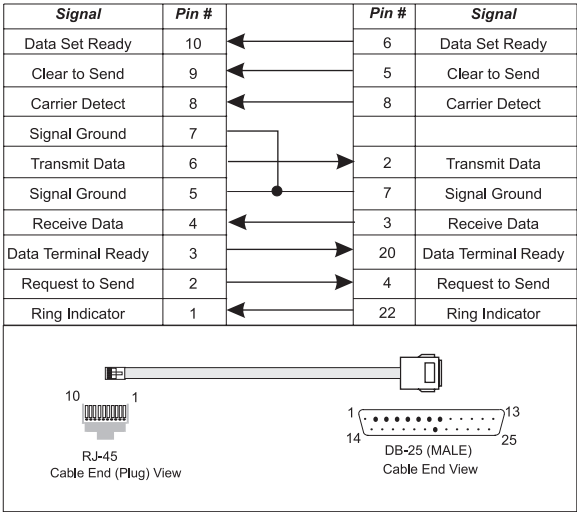 Signal Pin # Pin # Signal
Data Set Ready 10 6 Data Set Ready
Clear to Send 9 5 Clear to Send
Carrier Detect 8 8 Carrier Detect
Signal Ground 7
Transmit Data 6 2 Transmit Data
Signal Ground 5 7 Signal Ground
Receive Data 4 3 Receive Data
Data Terminal Ready 3 20 Data Terminal Ready
Request to Send 2 4 Request to Send
Ring Indicator 1 22 Ring Indicator
10 1
RJ-45
Cable End (Plug) View
1 13
14 25
DB-25 (MALE)
Cable End View